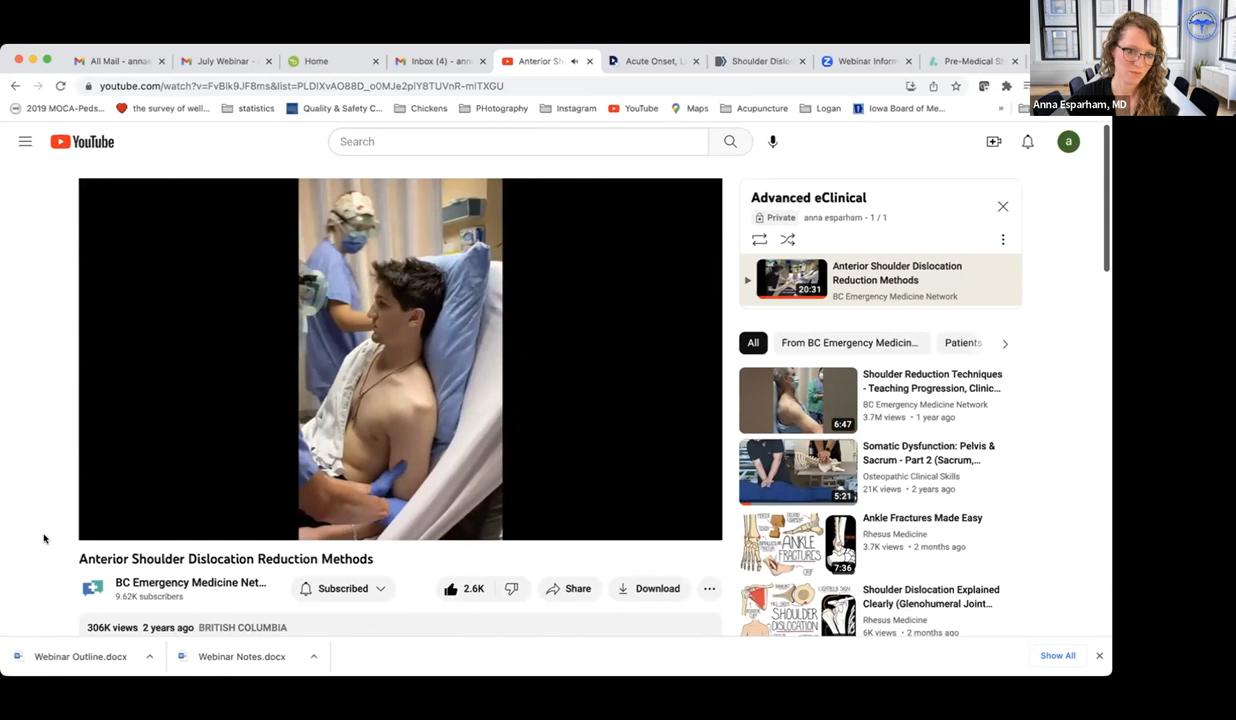 All Mail - annae
July Webinar -
Home
Inbox (4) - ann
Anterior Sh
Acute Onset, L
Shoulder Dislo
Webinar Inform
Pre-Medical St
youtube.com/watch?v=FvBlk9JF8ms&list=PLDIXvAO88D_o0MJe2plY8TUVnR-mlTXGU
2019 MOCA-Peds...
the survey of well...
statistics
Quality & Safety C...
Chickens
PHotography
Instagram
YouTube
Maps
Acupuncture
Logan
Iowa Board of Me...
»
Anna Esparham, MD
YouTube
Search
a
Advanced eClinical
Private
anna esparham - 1 / 1
Anterior Shoulder Dislocation
Reduction Methods
BC Emergency Medicine Network
20:31
All
From BC Emergency Medicin...
Patients
Shoulder Reduction Techniques
- Teaching Progression, Clinic...
BC Emergency Medicine Network
3.7M views • 1 year ago
6:47
Somatic Dysfunction: Pelvis &
Sacrum - Part 2 (Sacrum,...
Osteopathic Clinical Skills
21K views • 2 years ago
5:21
Ankle Fractures Made Easy
Rhesus Medicine
3.7K views • 2 months ago
ANKLE
FRACTURES
7:36
Shoulder Dislocation Explained
Clearly (Glenohumeral Joint...
Rhesus Medicine
6K views • 2 months ago
SHOULDER
DISLOCATION
Anterior Shoulder Dislocation Reduction Methods
BC Emergency Medicine Net...
9.62K subscribers
Subscribed
2.6K
Share
Download
306K views 2 years ago BRITISH COLUMBIA
Webinar Outline.docx
Webinar Notes.docx
Show All